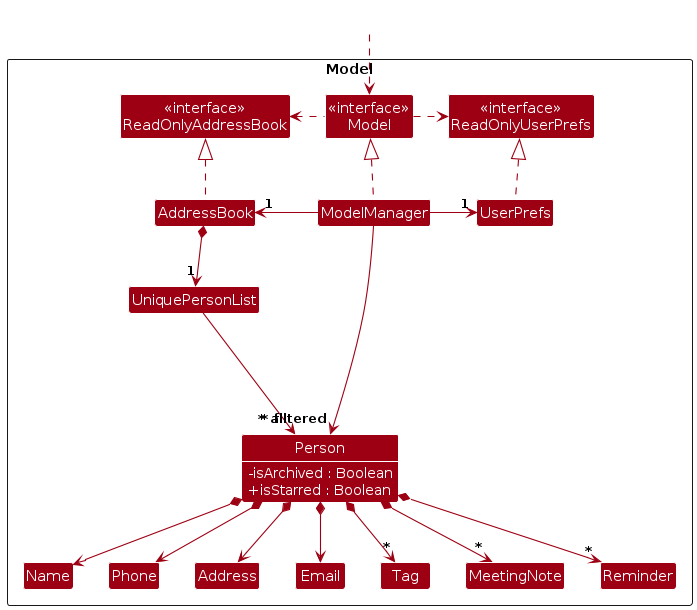 Model
«interface»
ReadOnlyAddressBook
«interface»
Model
«interface»
ReadOnlyUserPrefs
AddressBook
1
ModelManager
1
UserPrefs
1
UniquePersonList
* all
* filtered
Person
-isArchived : Boolean
+isStarred : Boolean
*
*
*
Name
Phone
Address
Email
Tag
MeetingNote
Reminder